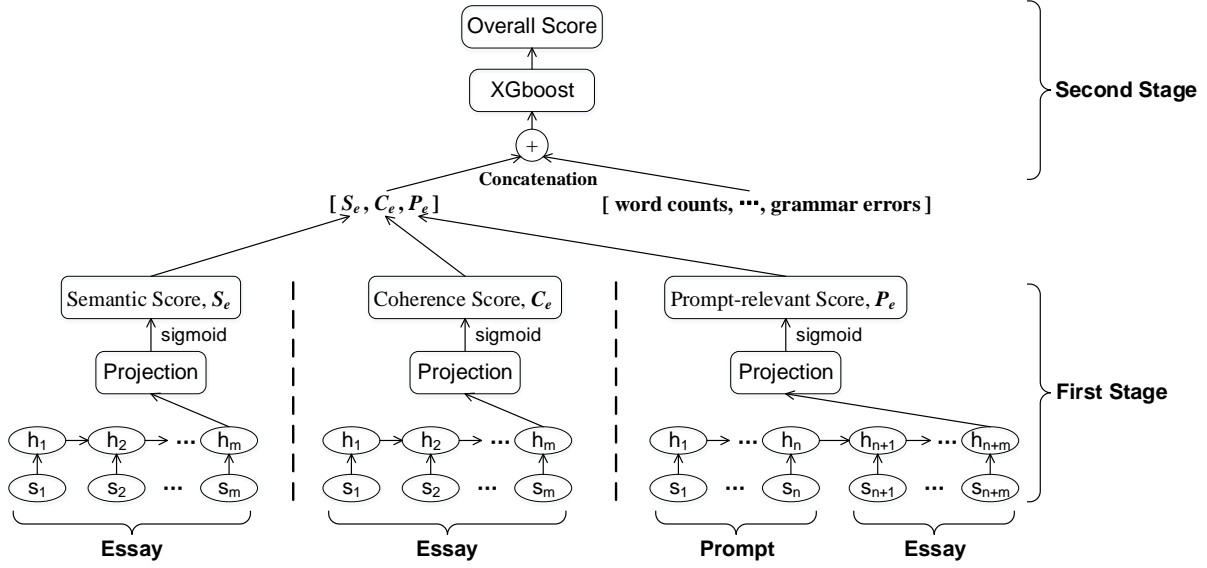 Overall Score
XGboost
Second Stage
+
Concatenation
[ Sₑ, Cₑ, Pₑ ]
[ word counts, ···, grammar errors ]
Semantic Score, Sₑ
Coherence Score, Cₑ
Prompt-relevant Score, Pₑ
sigmoid
sigmoid
sigmoid
Projection
Projection
Projection
First Stage
h₁ h₂ ··· hₘ
h₁ h₂ ··· hₘ
h₁ ··· hₙ hₙ₊₁ ··· hₙ₊ₘ
s₁ s₂ ··· sₘ
s₁ s₂ ··· sₘ
s₁ ··· sₙ sₙ₊₁ ··· sₙ₊ₘ
Essay
Essay
Prompt
Essay